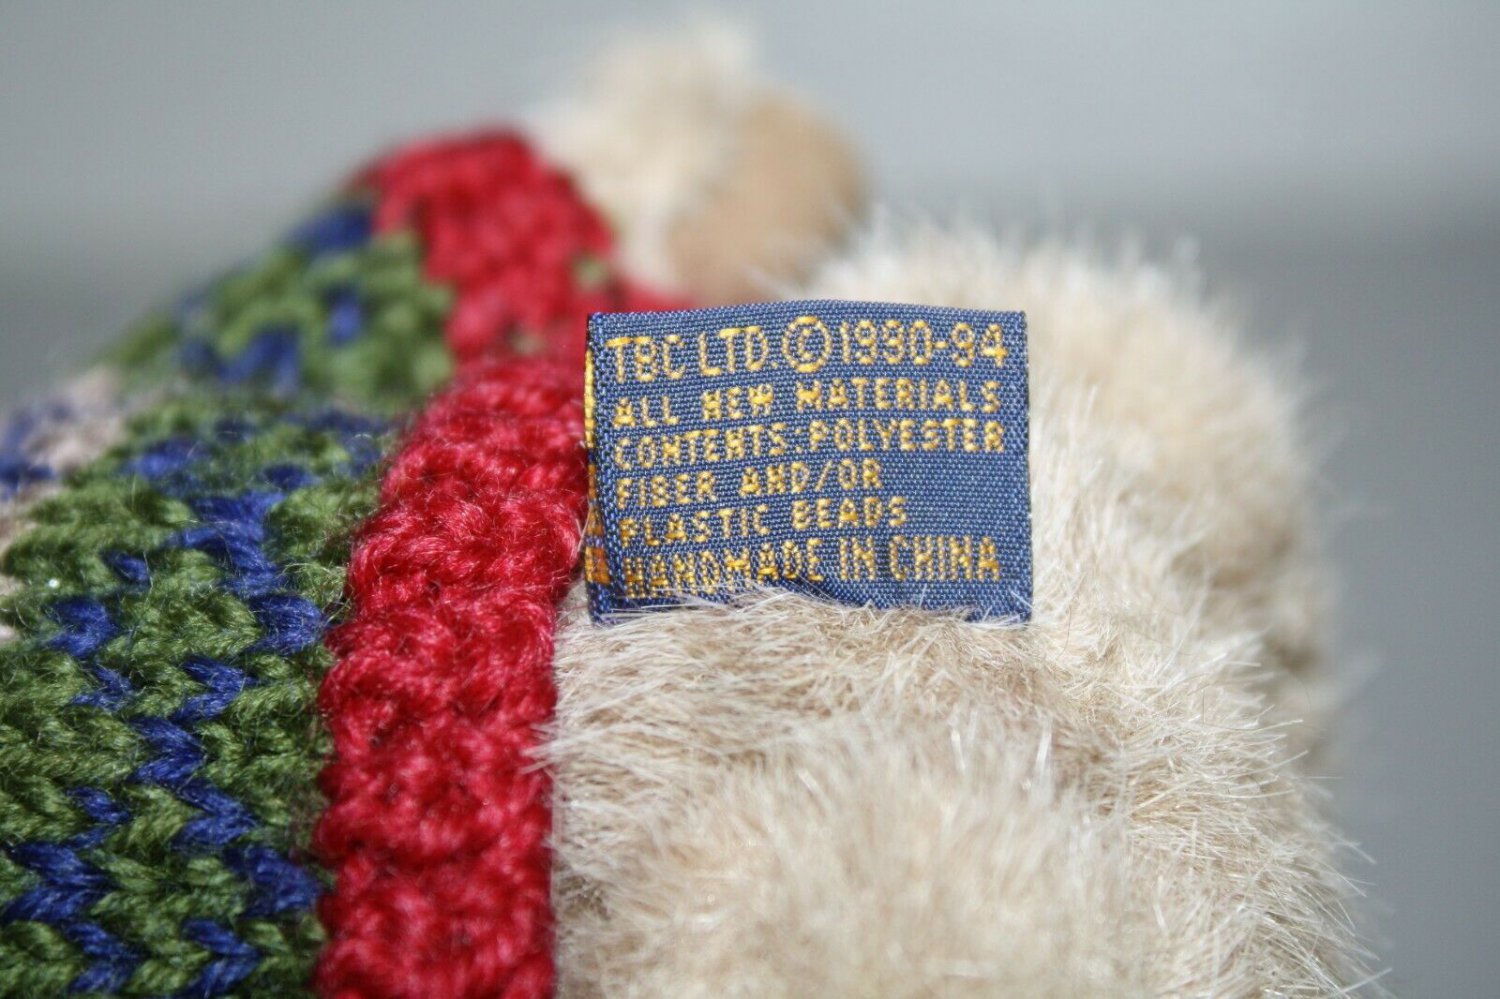 TBC LTD. © 1990-94
ALL NEW MATERIALS
CONTENTS: POLYESTER
FIBER AND/OR
PLASTIC BEADS
HANDMADE IN CHINA